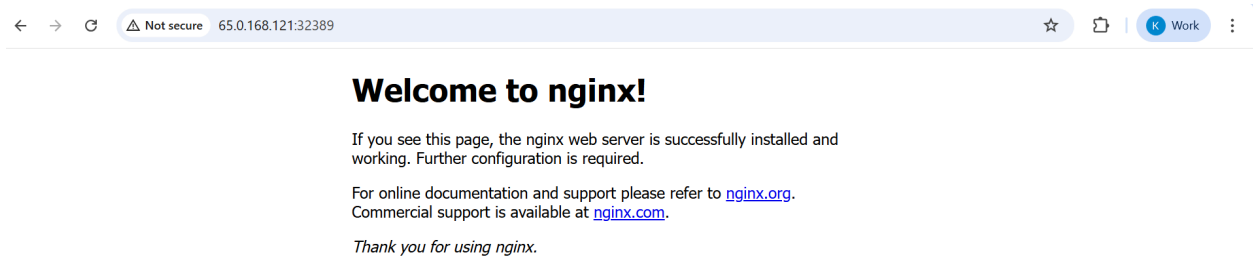 Not secure 65.0.168.121:32389 K Work
Welcome to nginx!
If you see this page, the nginx web server is successfully installed and
working. Further configuration is required.
For online documentation and support please refer to nginx.org.
Commercial support is available at nginx.com.
Thank you for using nginx.